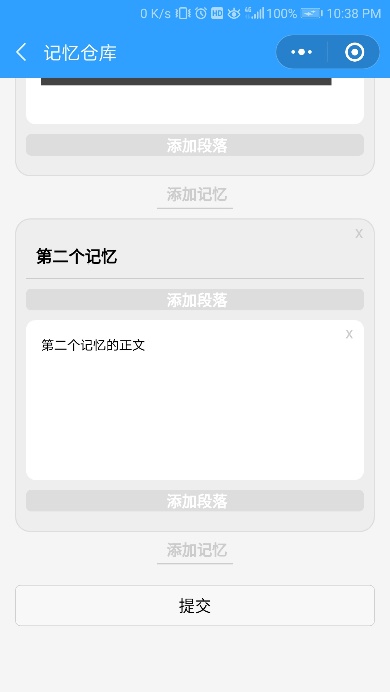 0 K/s HD 4G 100% 10:38 PM
记忆仓库
添加段落
添加记忆
x
第二个记忆
添加段落
x
第二个记忆的正文
添加段落
添加记忆
提交